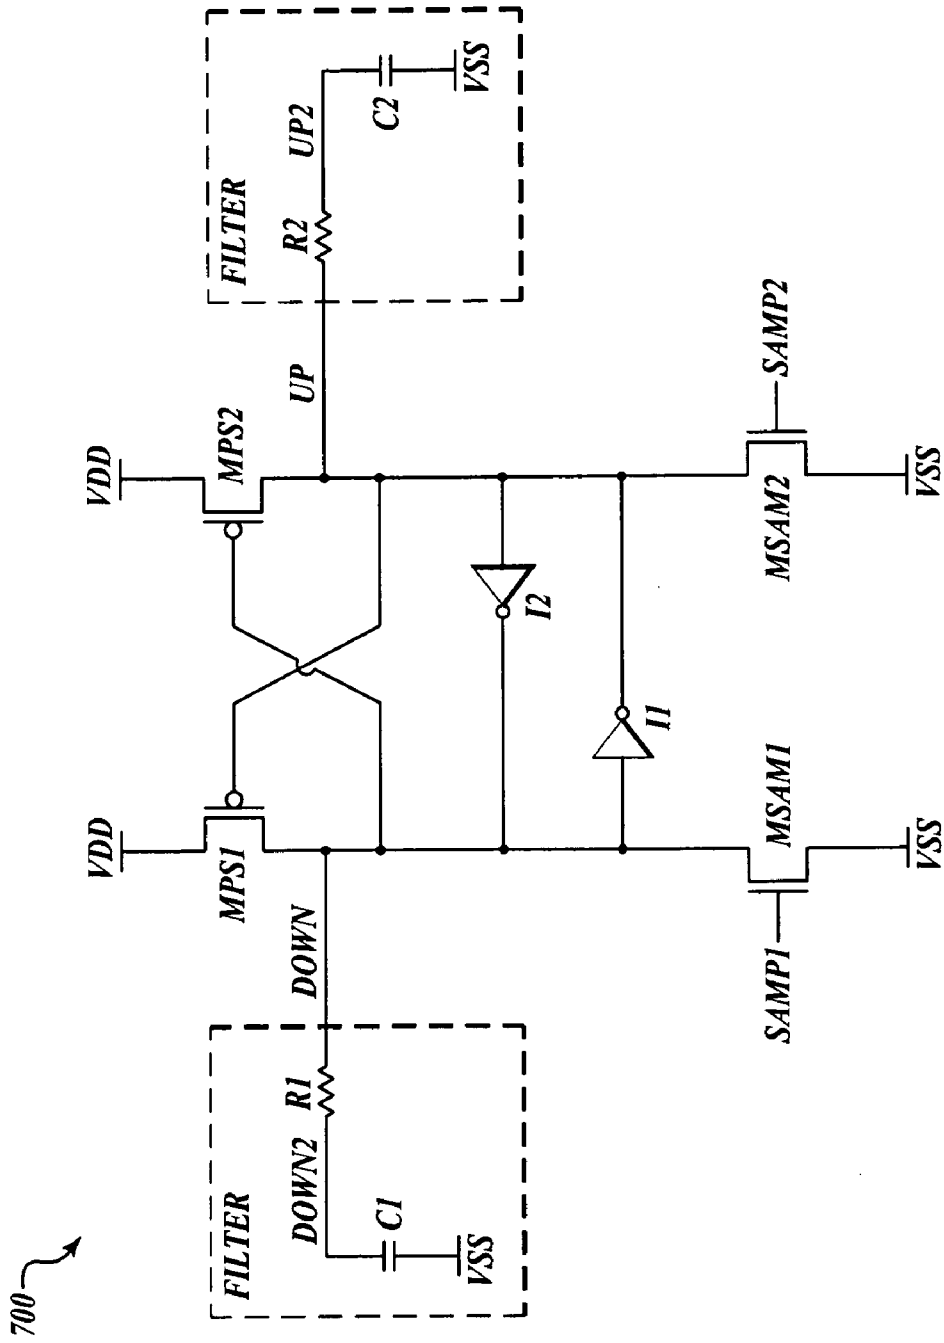 700
FILTER
DOWN2
R1
C1
VSS
DOWN
VDD
MPS1
VDD
MPS2
UP
FILTER
R2
UP2
C2
VSS
I2
I1
SAMP1
MSAM1
VSS
MSAM2
SAMP2
VSS